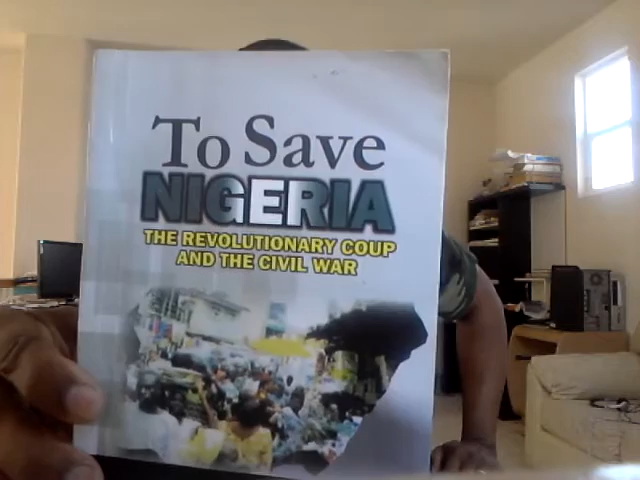 To Save
NIGERIA
THE REVOLUTIONARY COUP
AND THE CIVIL WAR